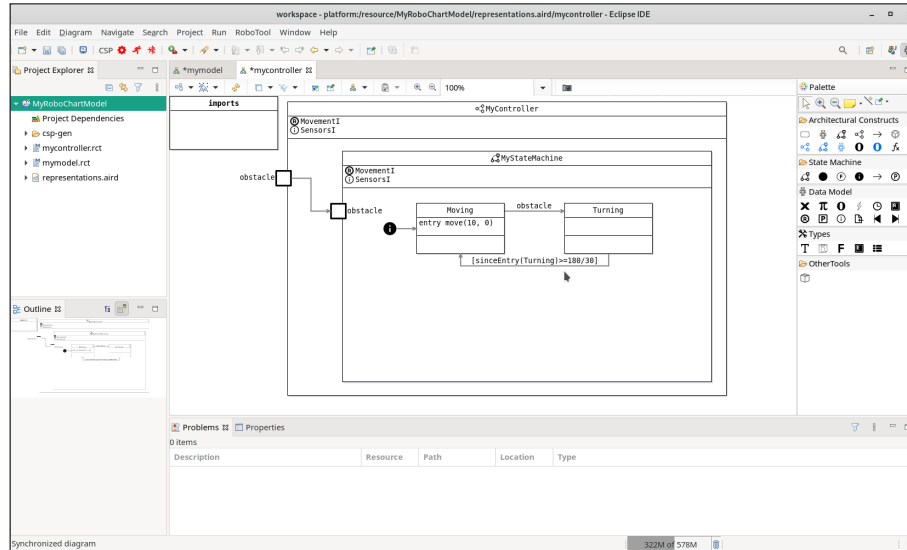 workspace - platform:/resource/MyRoboChartModel/representations.aird/mycontroller - Eclipse IDE
File Edit Diagram Navigate Search Project Run RoboTool Window Help
CSP
Project Explorer
MyRoboChartModel
Project Dependencies
csp-gen
mycontroller.rct
mymodel.rct
representations.aird
*mymodel *mycontroller
100%
imports
MyController
R MovementI
i SensorsI
MyStateMachine
R MovementI
i SensorsI
obstacle
obstacle
i
Moving
entry move(10, 0)
obstacle
Turning
[sinceEntry(Turning)>=180/30]
Palette
Architectural Constructs
State Machine
Data Model
Types
OtherTools
Outline
Problems Properties
0 items
Description Resource Path Location Type
Synchronized diagram
322M of 578M